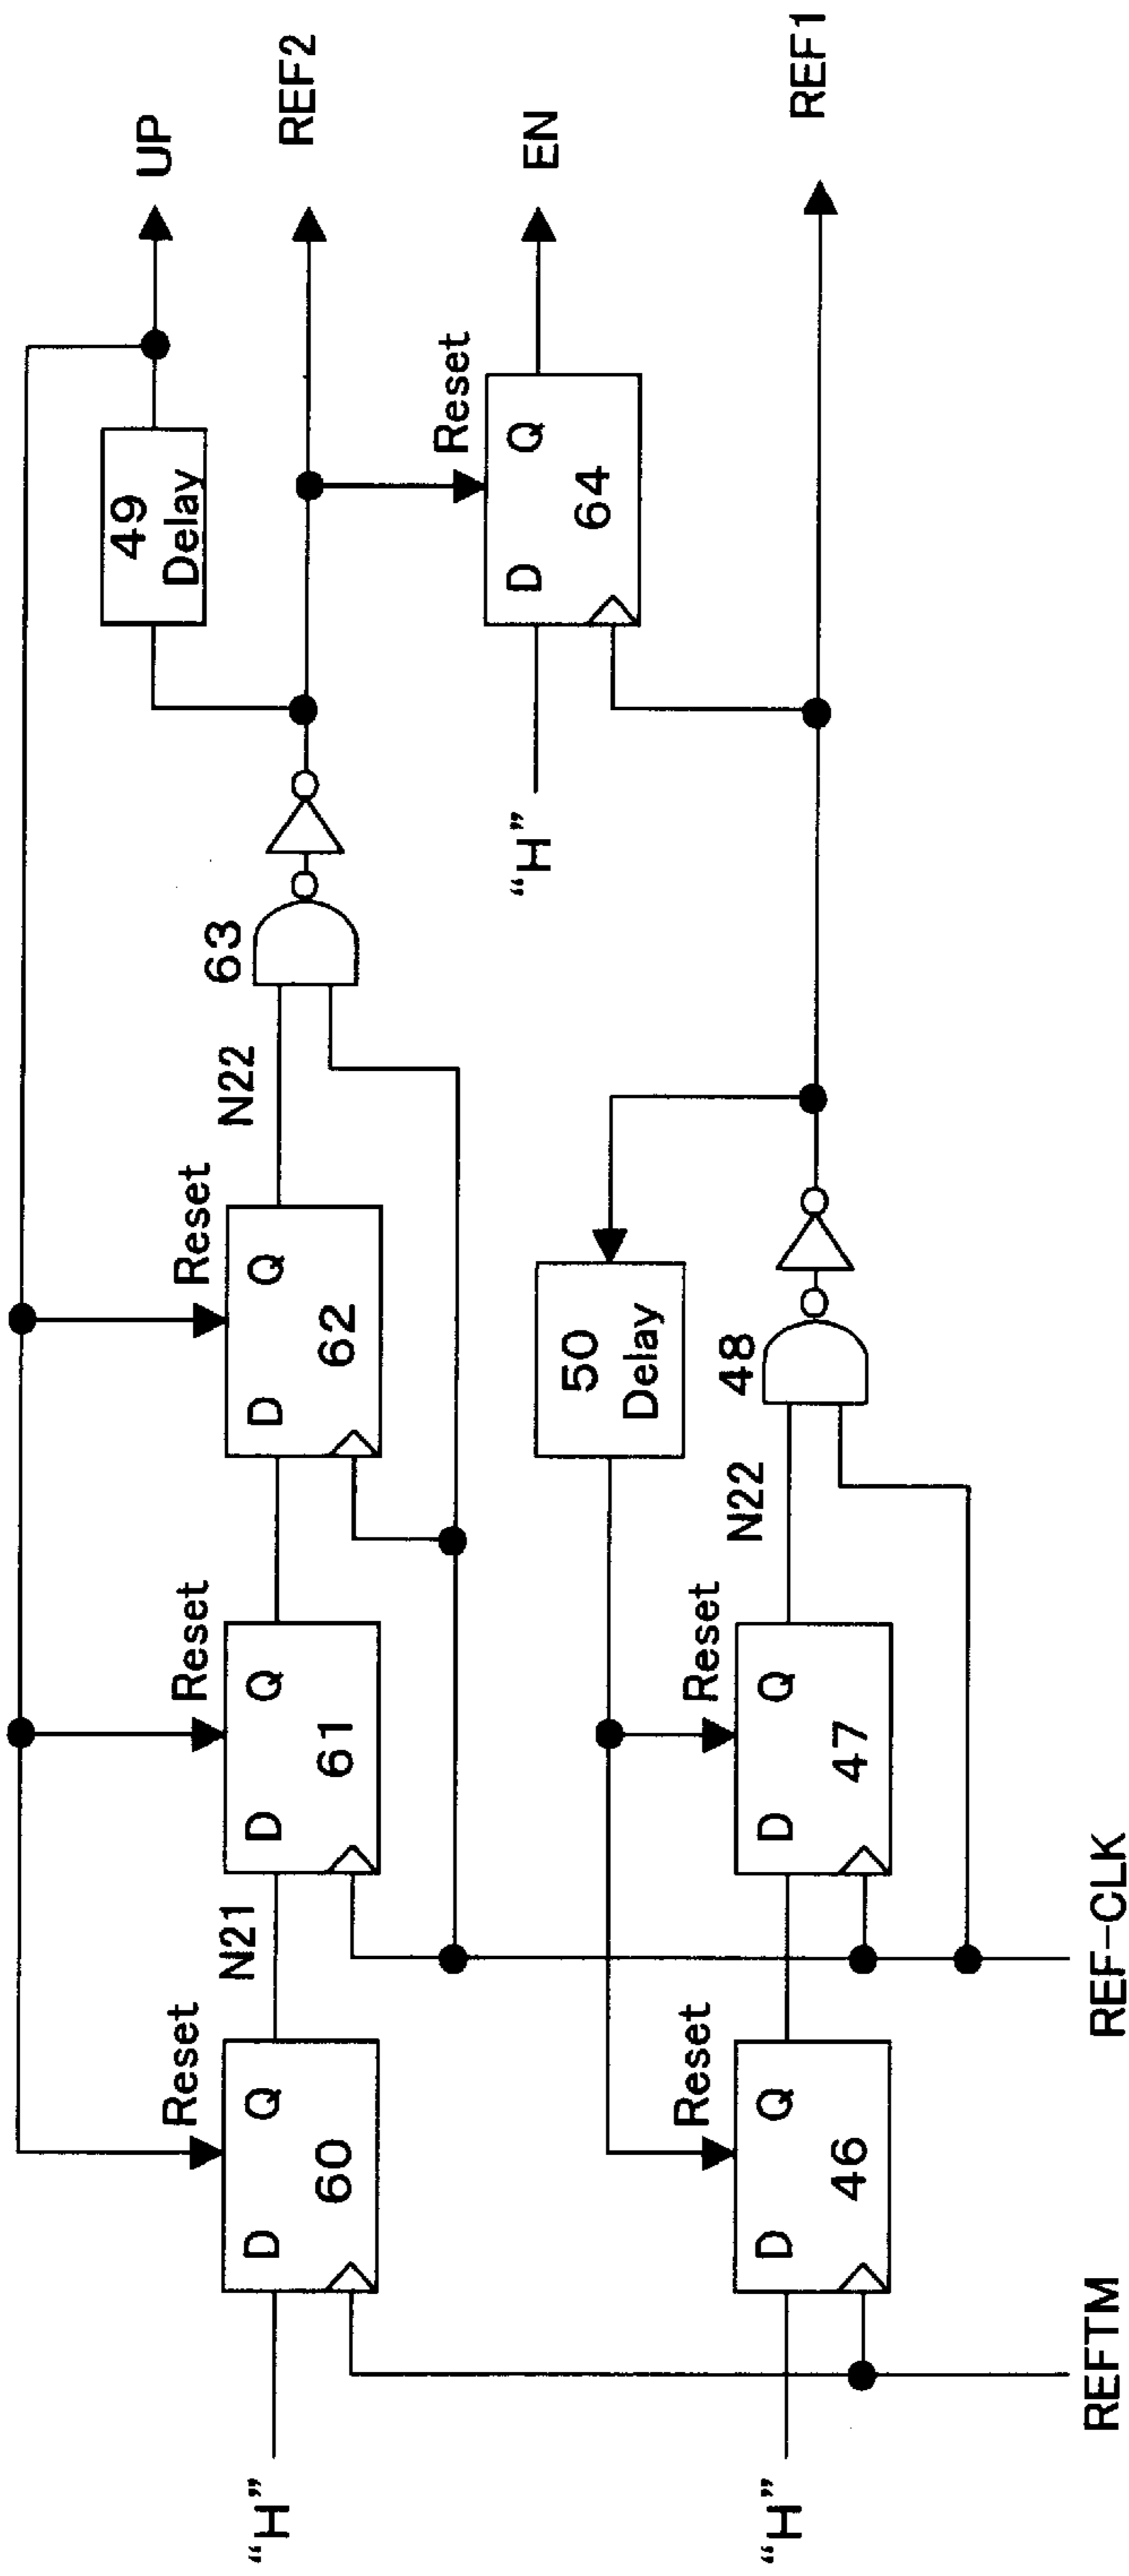 UP
49
Delay
REF2
Reset
Reset
Reset
63
N22
N21
"H"
D
Q
60
D
Q
61
D
Q
62
Reset
"H"
D
Q
64
EN
50
Delay
Reset
Reset
N22
48
"H"
D
Q
46
D
Q
47
REF1
REFTM
REF-CLK